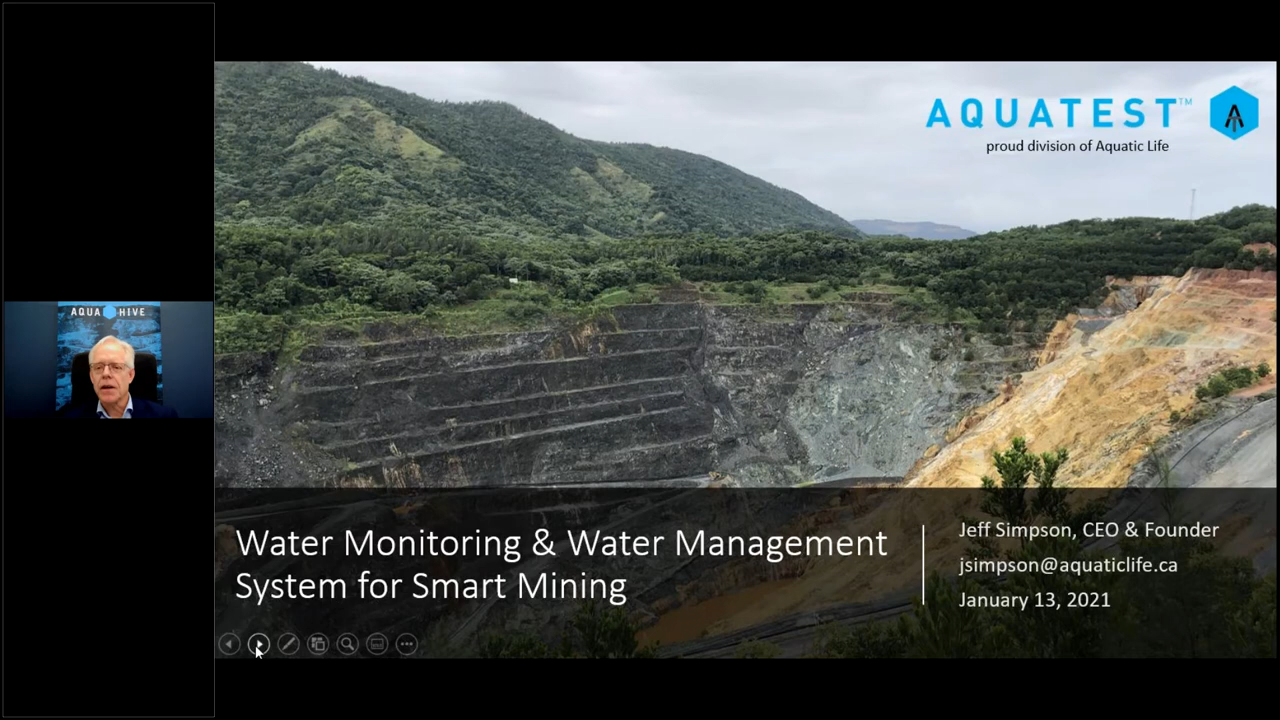 AQUA HIVE
AQUATEST™
proud division of Aquatic Life
Water Monitoring & Water Management
System for Smart Mining
Jeff Simpson, CEO & Founder
jsimpson@aquaticlife.ca
January 13, 2021